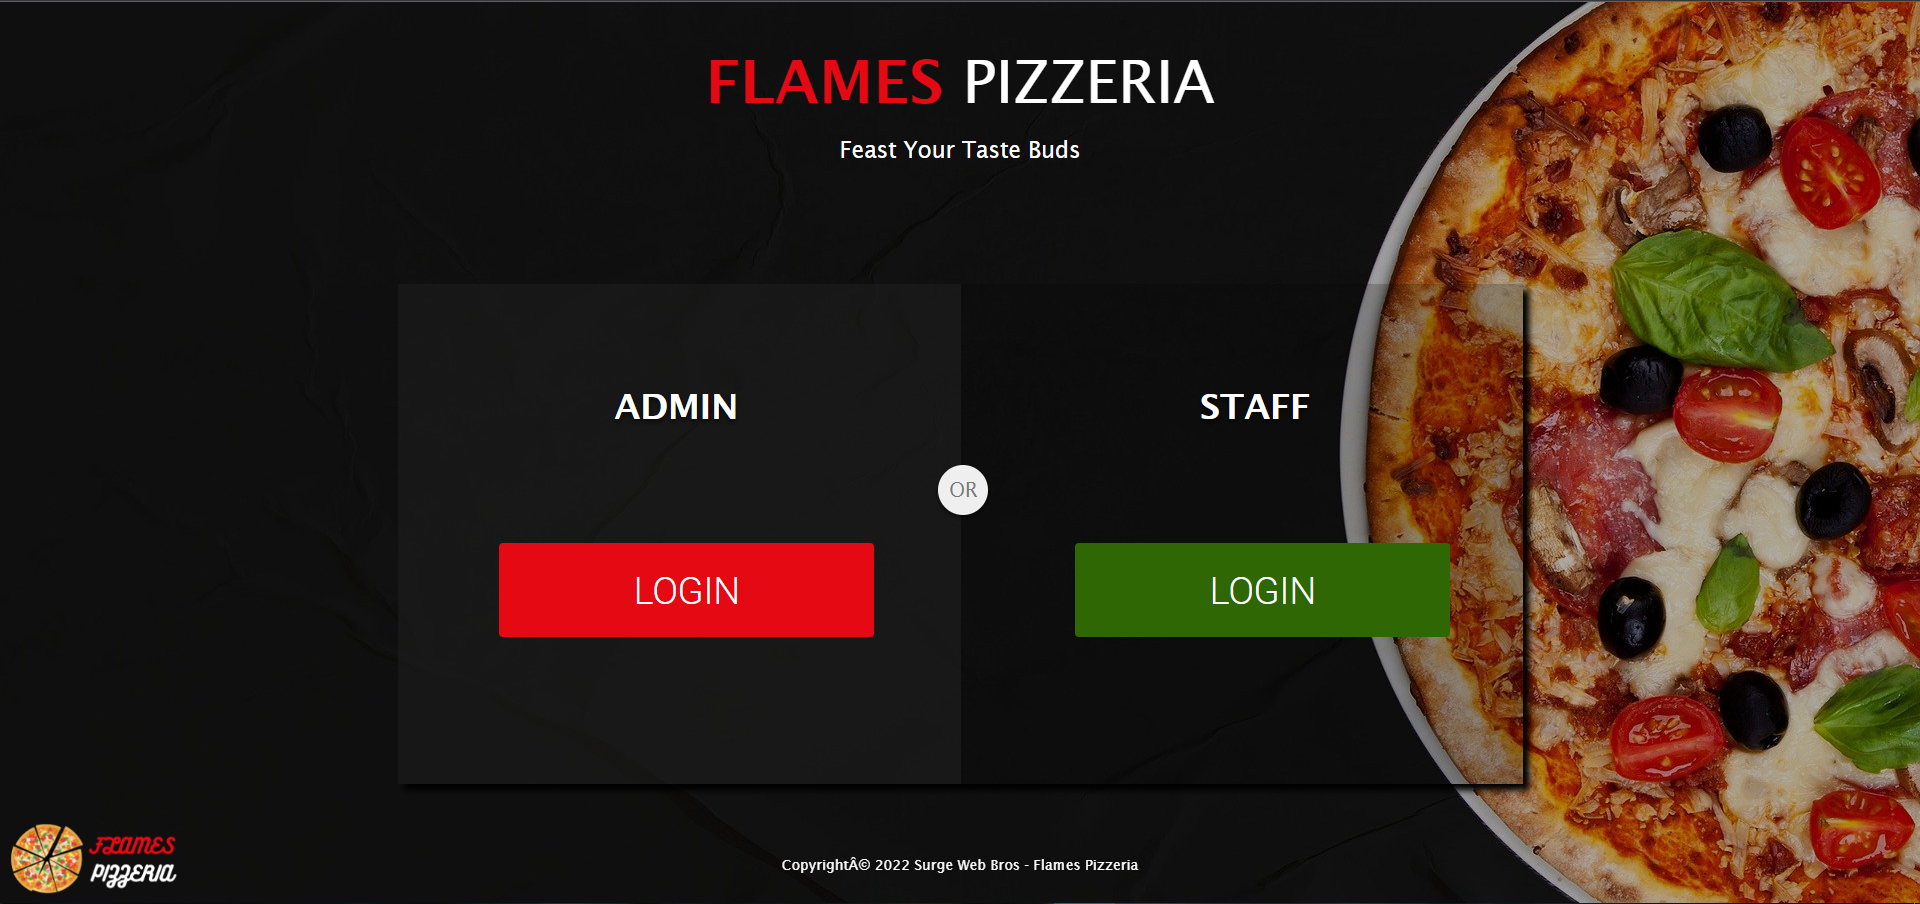 FLAMES PIZZERIA
Feast Your Taste Buds
ADMIN
STAFF
OR
LOGIN
LOGIN
FLAMES
PIZZERIA
CopyrightÂ© 2022 Surge Web Bros - Flames Pizzeria